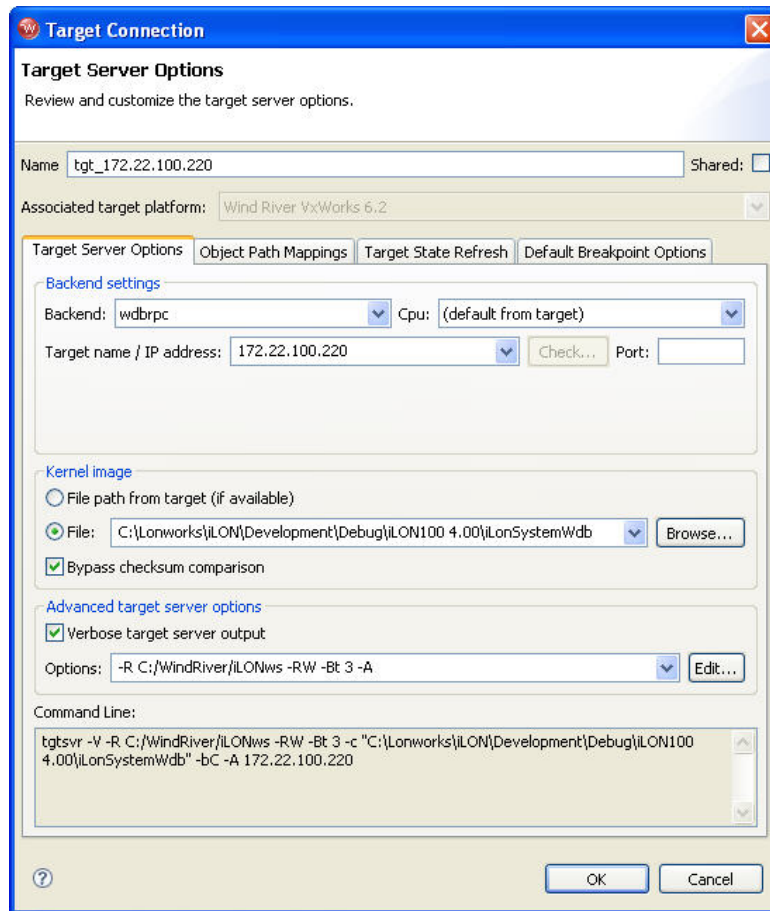 Target Connection
Target Server Options
Review and customize the target server options.
Name tgt_172.22.100.220 Shared:
Associated target platform: Wind River VxWorks 6.2
Target Server Options Object Path Mappings Target State Refresh Default Breakpoint Options
Backend settings
Backend: wdbrpc Cpu: (default from target)
Target name / IP address: 172.22.100.220 Check... Port:
Kernel image
File path from target (if available)
File: C:\Lonworks\iLON\Development\Debug\iLON100 4.00\iLonSystemWdb Browse...
Bypass checksum comparison
Advanced target server options
Verbose target server output
Options: -R C:/WindRiver/iLONws -RW -Bt 3 -A Edit...
Command Line:
tgtsvr -V -R C:/WindRiver/iLONws -RW -Bt 3 -c "C:\Lonworks\iLON\Development\Debug\iLON100
4.00\iLonSystemWdb" -bC -A 172.22.100.220
? OK Cancel